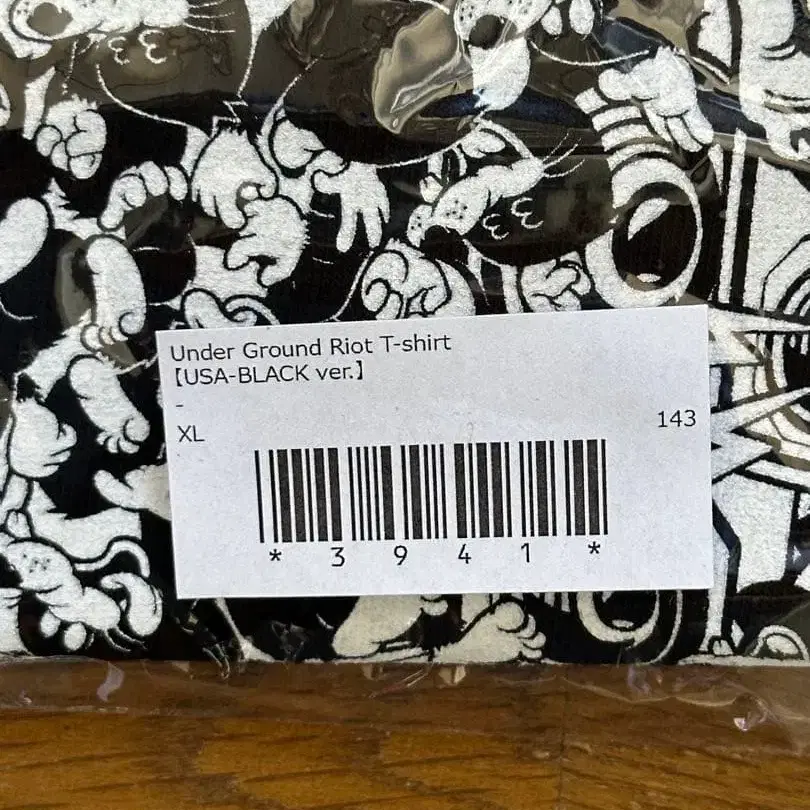 Under Ground Riot T-shirt
【USA-BLACK ver.】
-
XL
143
* 3 9 4 1 *